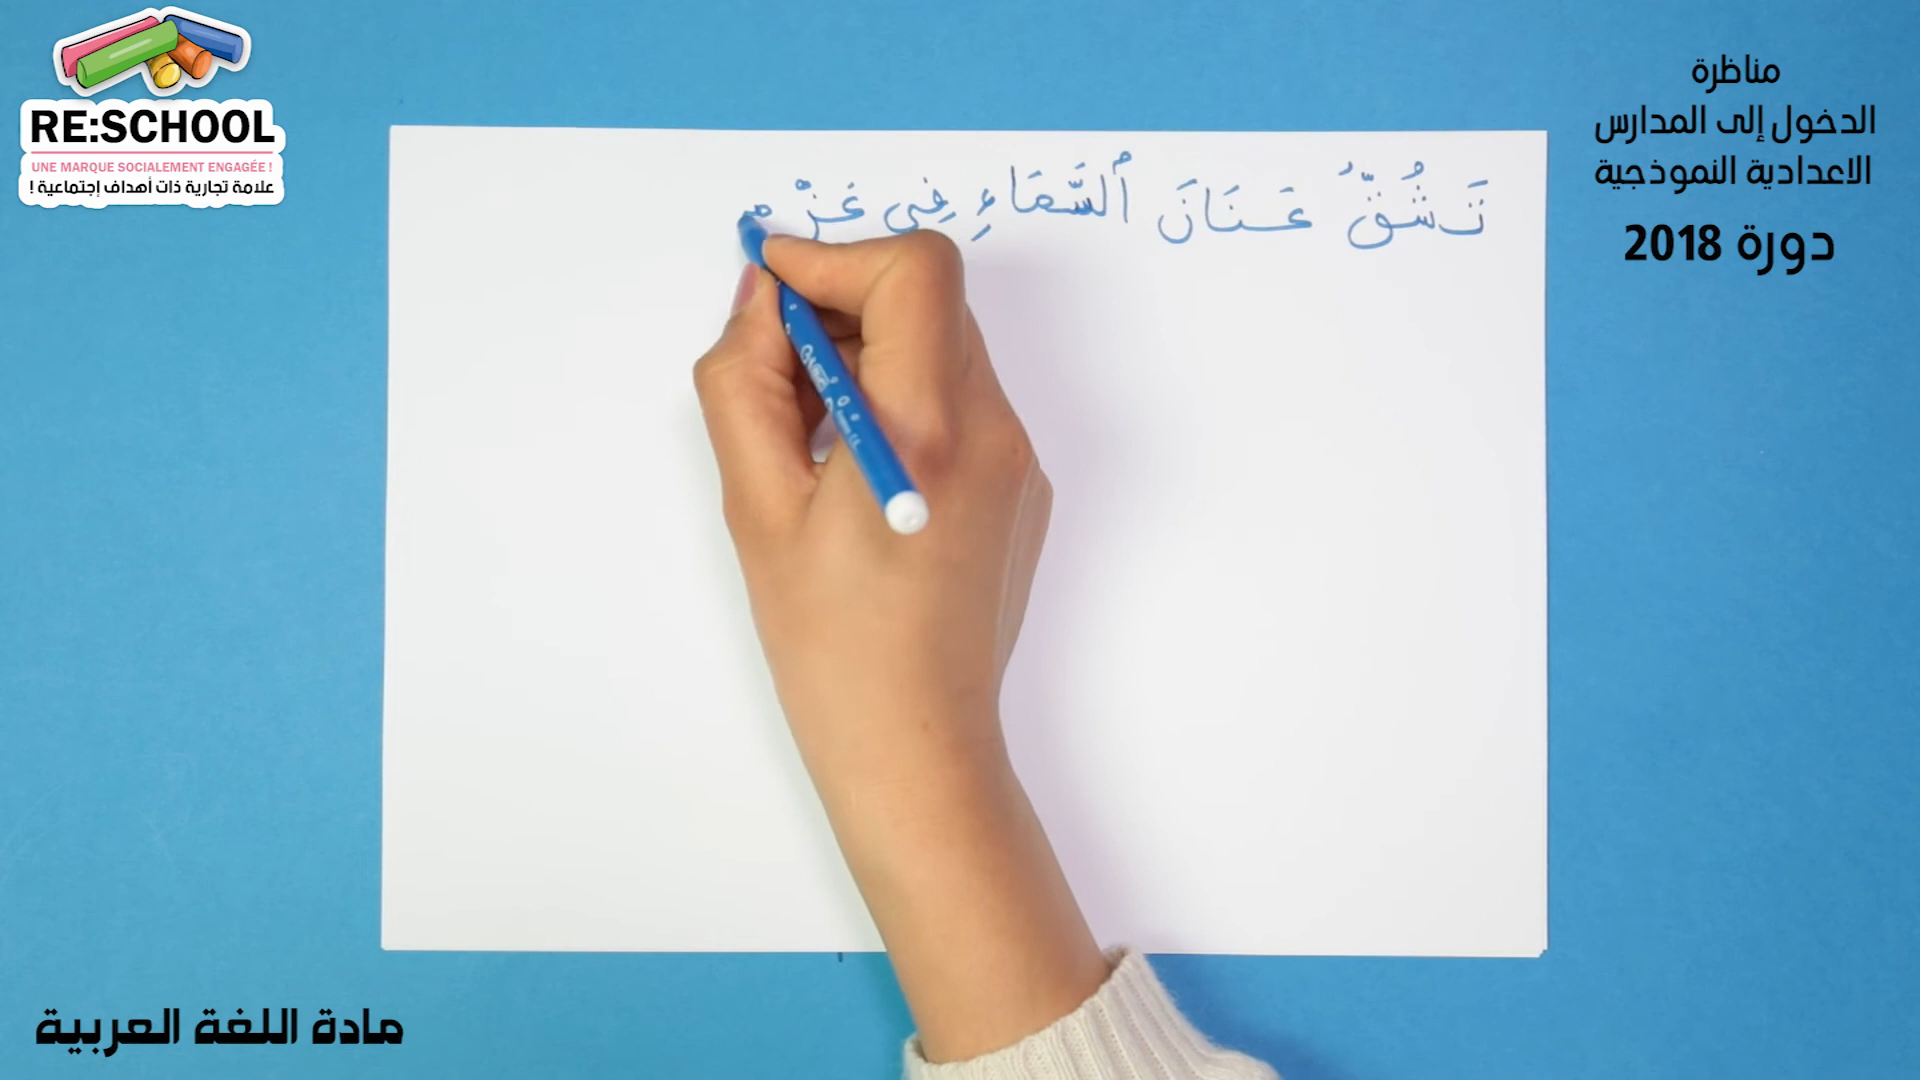 RE:SCHOOL
UNE MARQUE SOCIALEMENT ENGAGÉE !
علامة تجارية ذات أهداف إجتماعية !
مناظرة
الدخول إلى المدارس
الاعدادية النموذجية
دورة 2018
تَشُقُّ عَنَانَ ٱلسَّمَاءِ فِي عَزْمٍ
مادة اللغة العربية